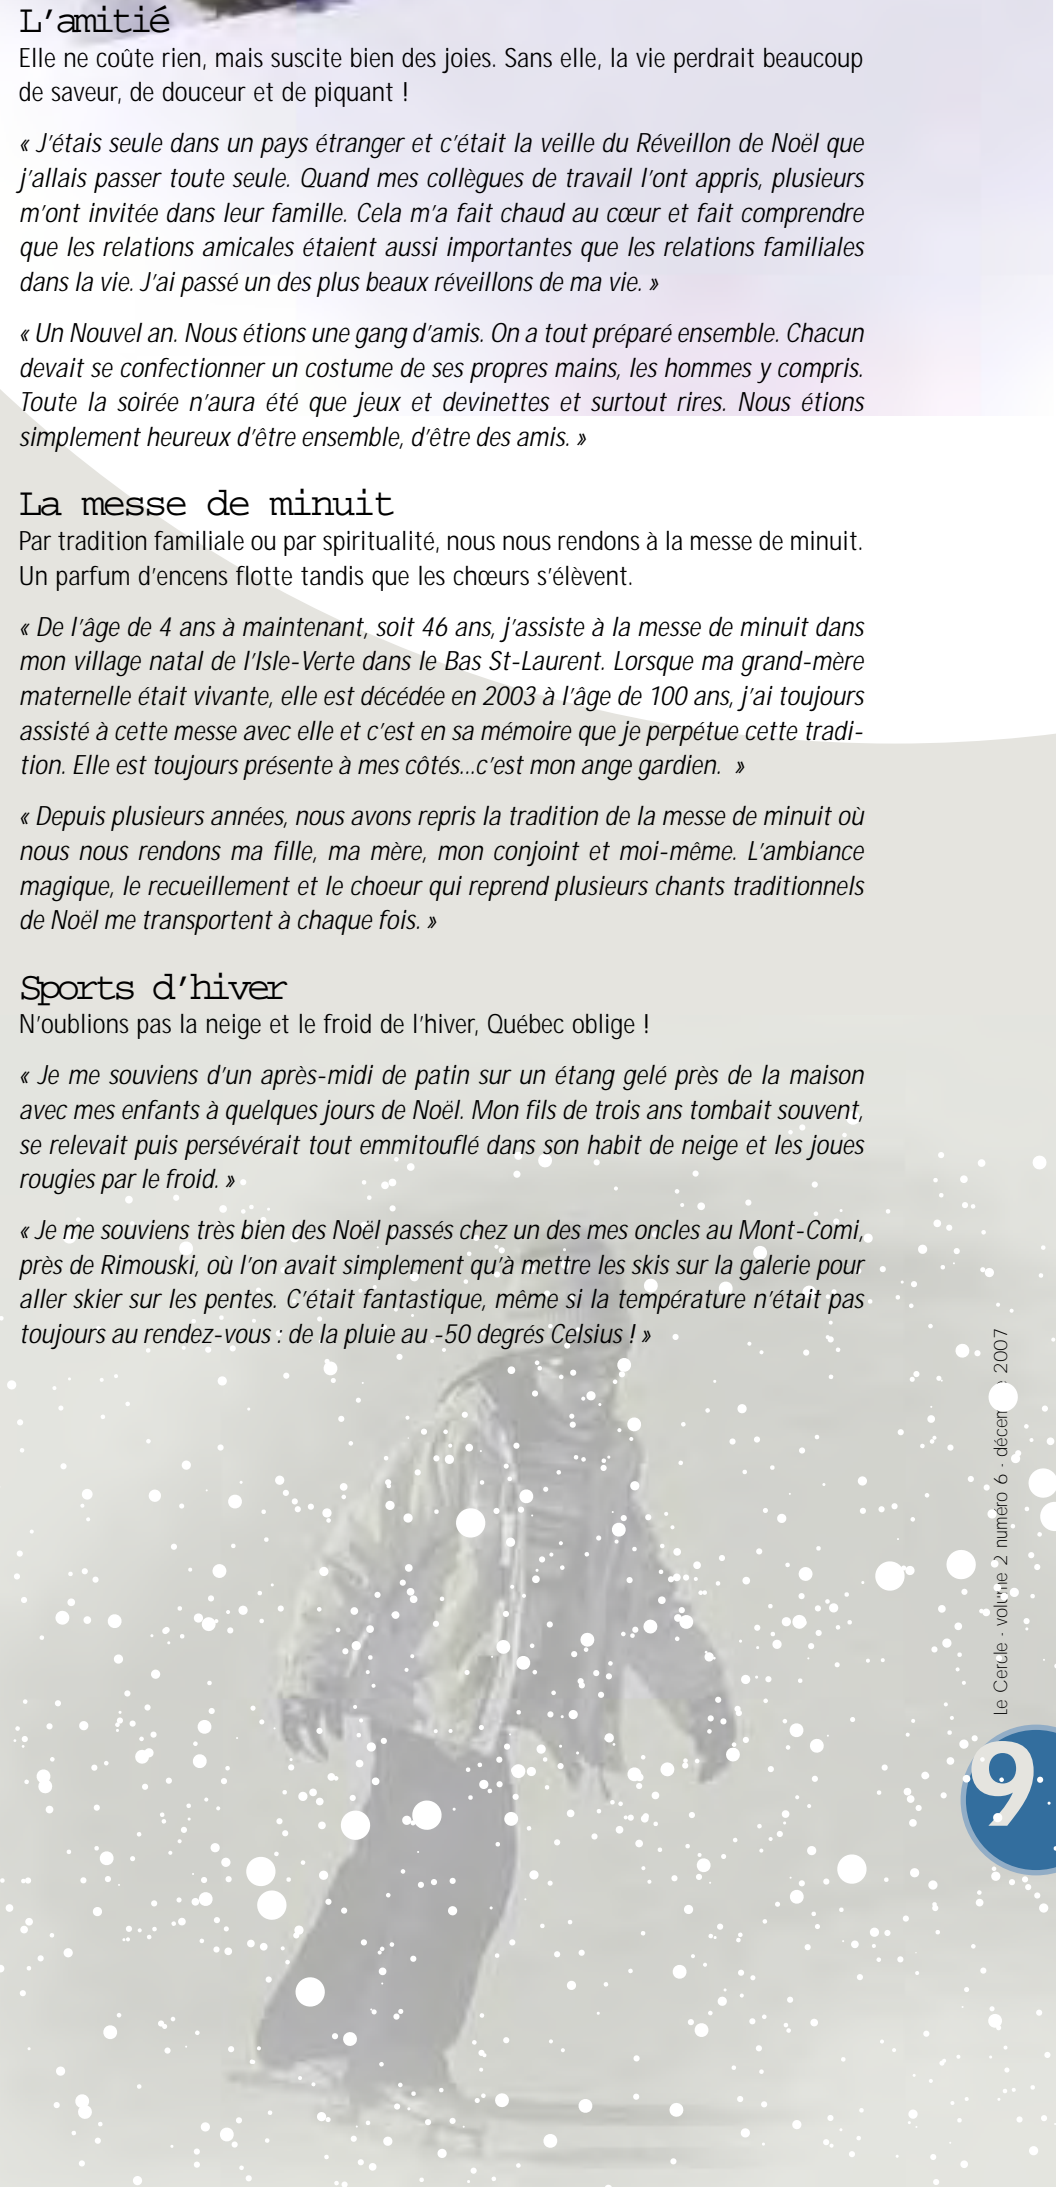 L'amitié
Elle ne coûte rien, mais suscite bien des joies. Sans elle, la vie perdrait beaucoup
de saveur, de douceur et de piquant !
« J'étais seule dans un pays étranger et c'était la veille du Réveillon de Noël que
j'allais passer toute seule. Quand mes collègues de travail l'ont appris, plusieurs
m'ont invitée dans leur famille. Cela m'a fait chaud au cœur et fait comprendre
que les relations amicales étaient aussi importantes que les relations familiales
dans la vie. J'ai passé un des plus beaux réveillons de ma vie. »
« Un Nouvel an. Nous étions une gang d'amis. On a tout préparé ensemble. Chacun
devait se confectionner un costume de ses propres mains, les hommes y compris.
Toute la soirée n'aura été que jeux et devinettes et surtout rires. Nous étions
simplement heureux d'être ensemble, d'être des amis. »
La messe de minuit
Par tradition familiale ou par spiritualité, nous nous rendons à la messe de minuit.
Un parfum d'encens flotte tandis que les chœurs s'élèvent.
« De l'âge de 4 ans à maintenant, soit 46 ans, j'assiste à la messe de minuit dans
mon village natal de l'Isle-Verte dans le Bas St-Laurent. Lorsque ma grand-mère
maternelle était vivante, elle est décédée en 2003 à l'âge de 100 ans, j'ai toujours
assisté à cette messe avec elle et c'est en sa mémoire que je perpétue cette tradi-
tion. Elle est toujours présente à mes côtés...c'est mon ange gardien. »
« Depuis plusieurs années, nous avons repris la tradition de la messe de minuit où
nous nous rendons ma fille, ma mère, mon conjoint et moi-même. L'ambiance
magique, le recueillement et le choeur qui reprend plusieurs chants traditionnels
de Noël me transportent à chaque fois. »
Sports d'hiver
N'oublions pas la neige et le froid de l'hiver, Québec oblige !
« Je me souviens d'un après-midi de patin sur un étang gelé près de la maison
avec mes enfants à quelques jours de Noël. Mon fils de trois ans tombait souvent,
se relevait puis persévérait tout emmitouflé dans son habit de neige et les joues
rougies par le froid. »
« Je me souviens très bien des Noël passés chez un des mes oncles au Mont-Comi,
près de Rimouski, où l'on avait simplement qu'à mettre les skis sur la galerie pour
aller skier sur les pentes. C'était fantastique, même si la température n'était pas
toujours au rendez-vous : de la pluie au -50 degrés Celsius ! »
Le Cercle - volume 2 numéro 6 - décembre 2007
9